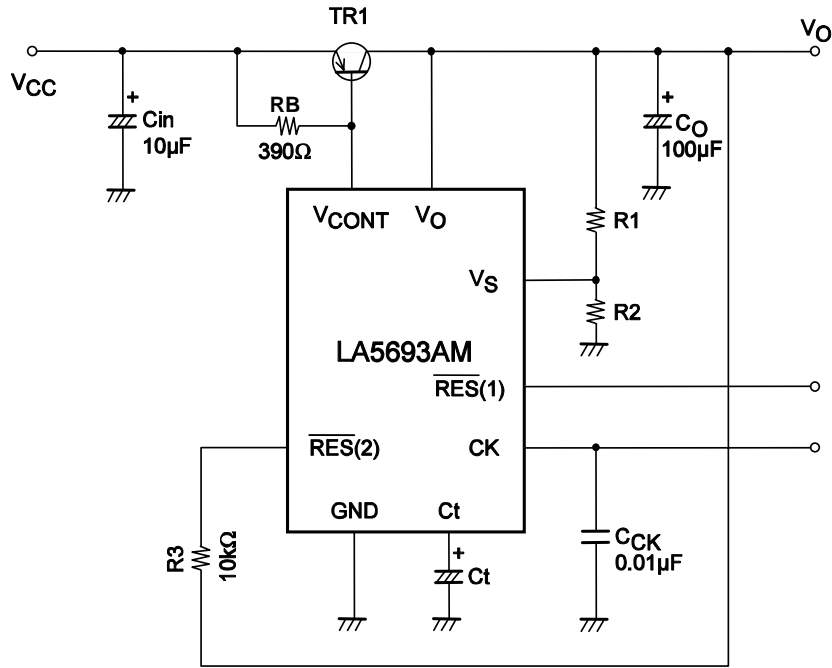 TR1
VO
VCC
+
Cin
10µF
RB
390Ω
+
CO
100µF
VCONT
VO
R1
VS
R2
LA5693AM
RES(1)
RES(2)
CK
GND
Ct
R3
10kΩ
+
Ct
CCK
0.01µF